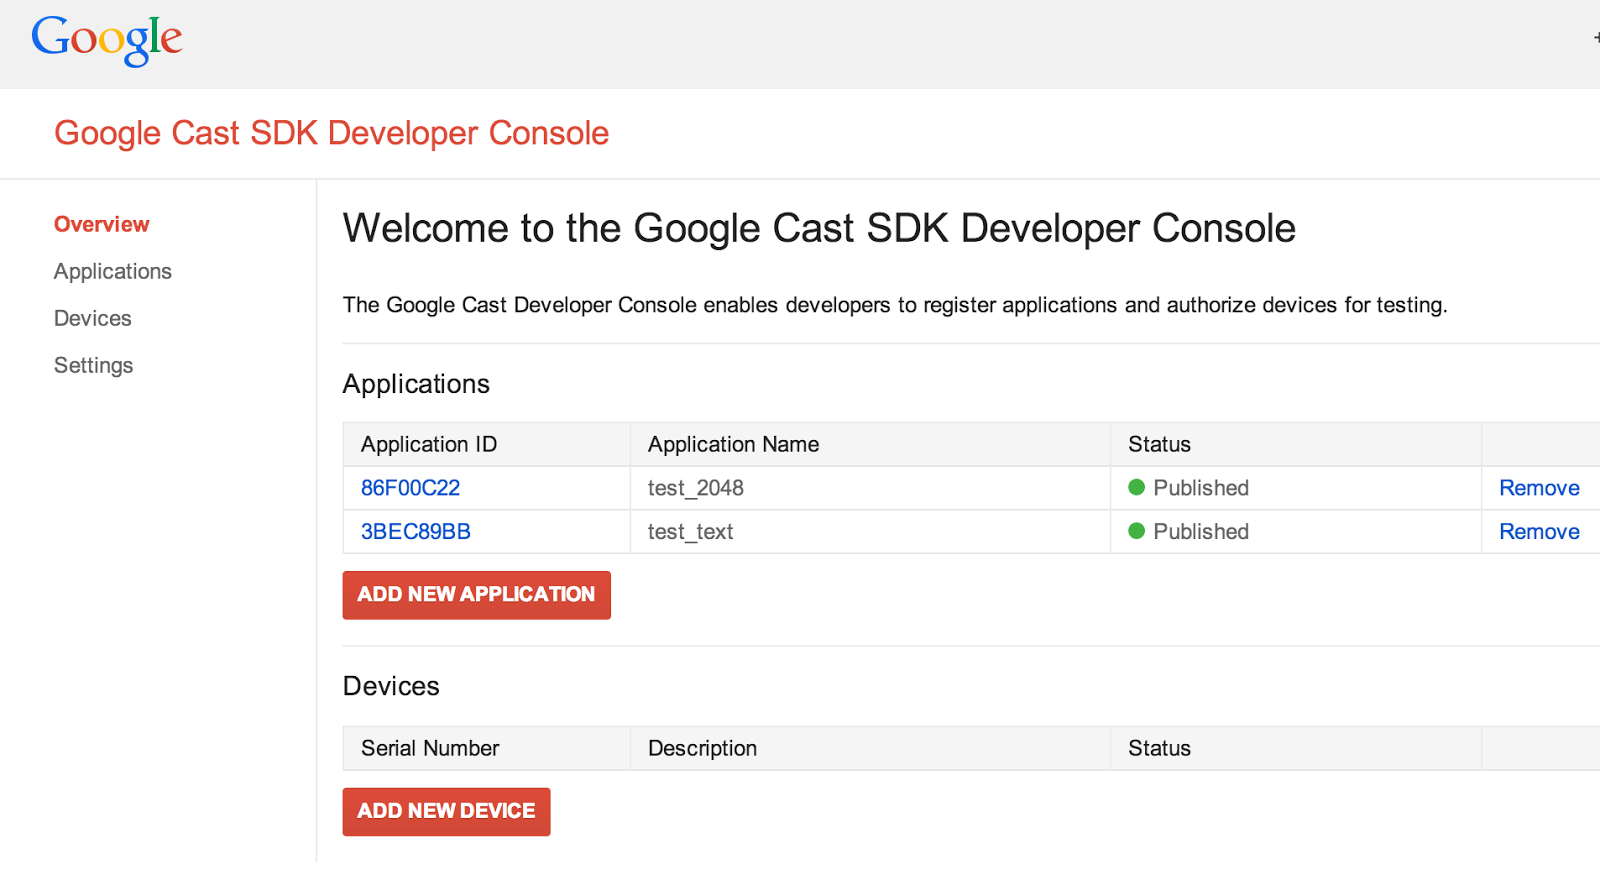 Google
+
Google Cast SDK Developer Console
Overview
Applications
Devices
Settings
Welcome to the Google Cast SDK Developer Console
The Google Cast Developer Console enables developers to register applications and authorize devices for testing.
Applications
Application ID Application Name Status
86F00C22 test_2048 Published Remove
3BEC89BB test_text Published Remove
ADD NEW APPLICATION
Devices
Serial Number Description Status
ADD NEW DEVICE